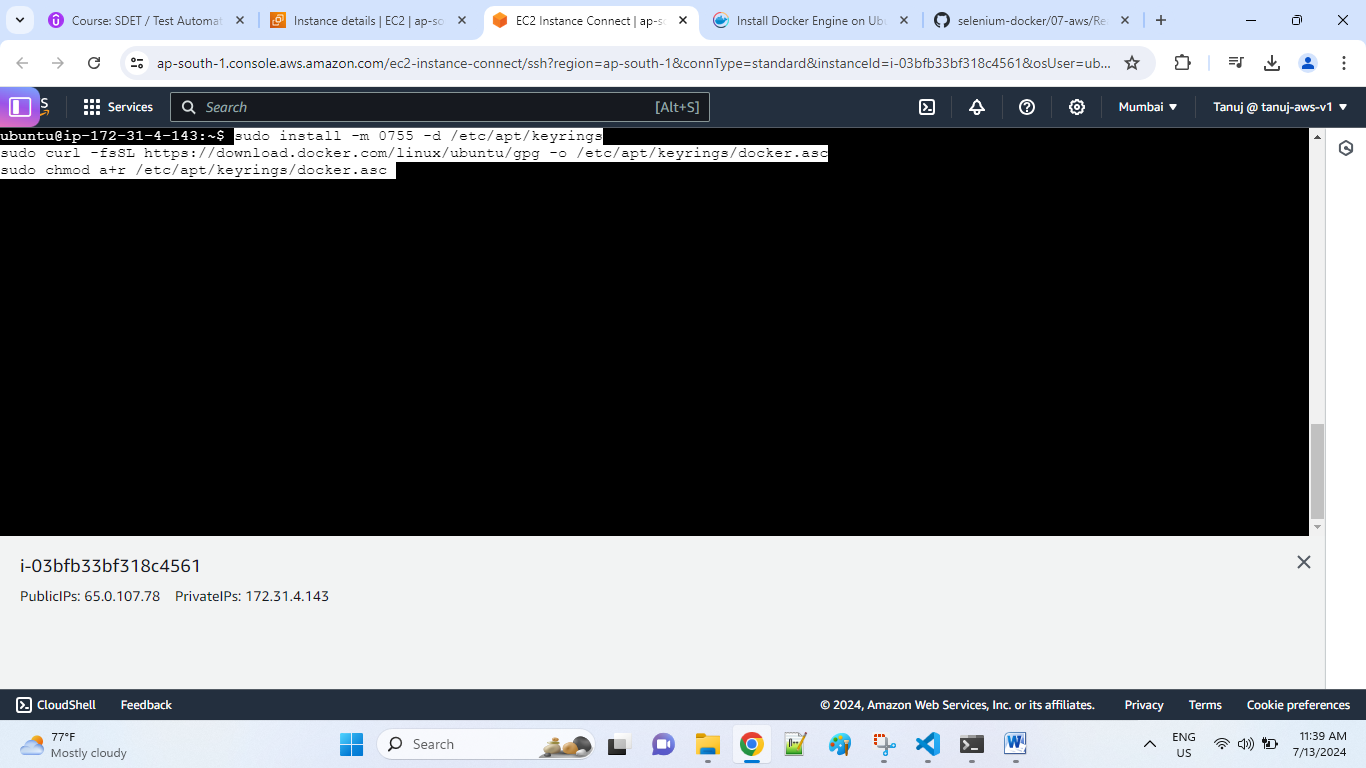 Course: SDET / Test Automat
Instance details | EC2 | ap-so
EC2 Instance Connect | ap-s
Install Docker Engine on Ub
selenium-docker/07-aws/Re
ap-south-1.console.aws.amazon.com/ec2-instance-connect/ssh?region=ap-south-1&connType=standard&instanceId=i-03bfb33bf318c4561&osUser=ub...
Services
Search
[Alt+S]
Mumbai
Tanuj @ tanuj-aws-v1
ubuntu@ip-172-31-4-143:~$ sudo install -m 0755 -d /etc/apt/keyrings
sudo curl -fsSL https://download.docker.com/linux/ubuntu/gpg -o /etc/apt/keyrings/docker.asc
sudo chmod a+r /etc/apt/keyrings/docker.asc
i-03bfb33bf318c4561
PublicIPs: 65.0.107.78 PrivateIPs: 172.31.4.143
CloudShell
Feedback
© 2024, Amazon Web Services, Inc. or its affiliates.
Privacy
Terms
Cookie preferences
77°F
Mostly cloudy
Search
ENG
US
11:39 AM
7/13/2024